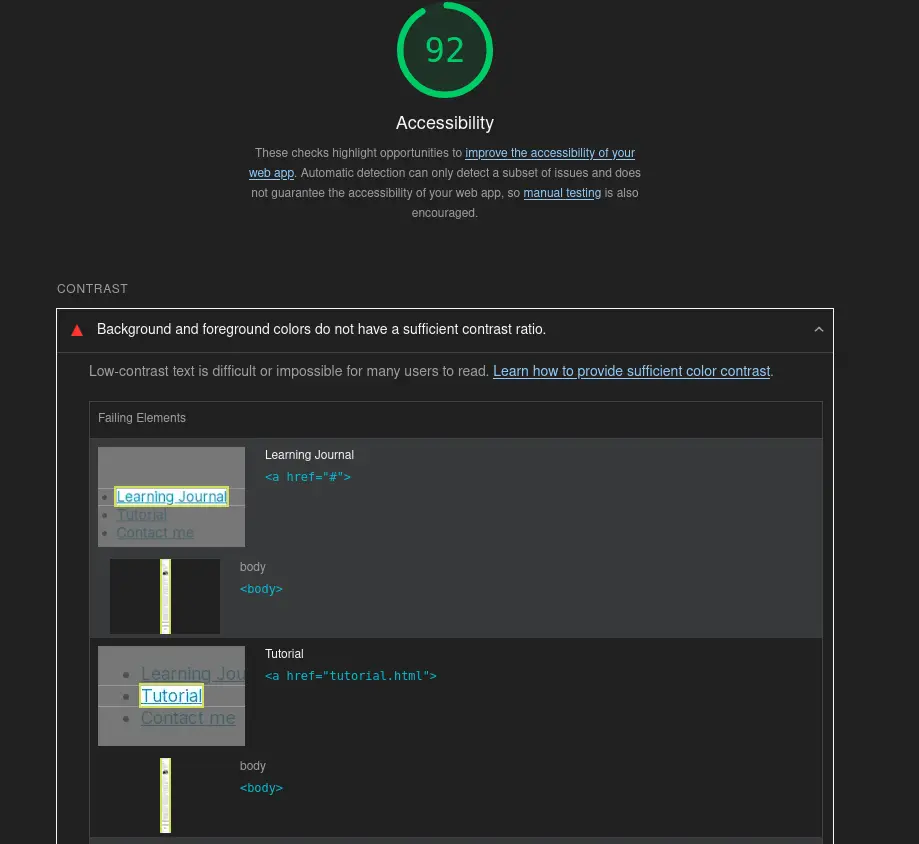 92
Accessibility
These checks highlight opportunities to improve the accessibility of your
web app. Automatic detection can only detect a subset of issues and does
not guarantee the accessibility of your web app, so manual testing is also
encouraged.
CONTRAST
Background and foreground colors do not have a sufficient contrast ratio.
Low-contrast text is difficult or impossible for many users to read. Learn how to provide sufficient color contrast.
Failing Elements
Learning Journal
Tutorial
Contact me
Learning Journal
<a href="#">
body
<body>
Learning Jou
Tutorial
Contact me
Tutorial
<a href="tutorial.html">
body
<body>